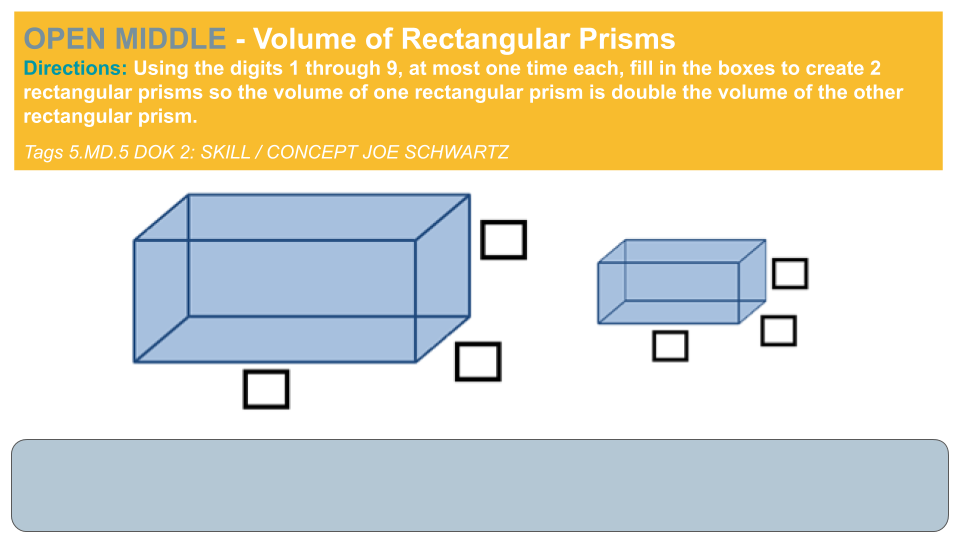 OPEN MIDDLE - Volume of Rectangular Prisms
Directions: Using the digits 1 through 9, at most one time each, fill in the boxes to create 2
rectangular prisms so the volume of one rectangular prism is double the volume of the other
rectangular prism.
Tags 5.MD.5 DOK 2: SKILL / CONCEPT JOE SCHWARTZ